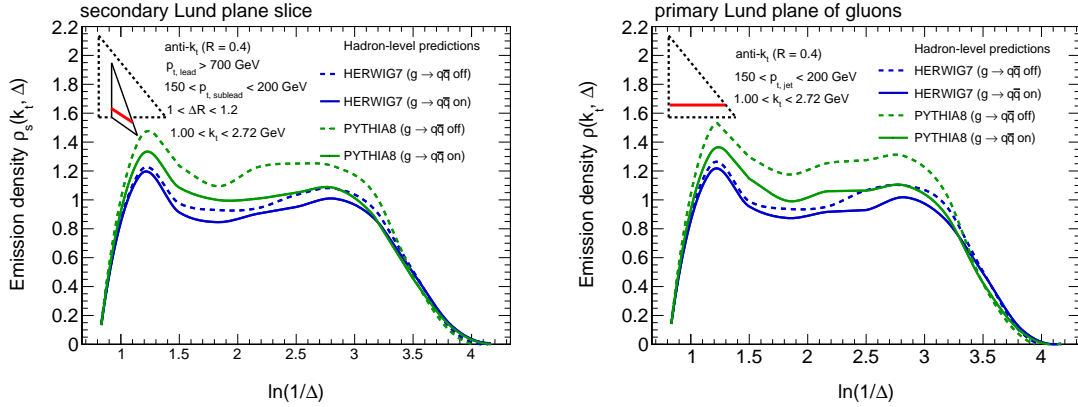 secondary Lund plane slice
Emission density ρs(kt, Δ)
2.2
2
1.8
1.6
1.4
1.2
1
0.8
0.6
0.4
0.2
0
anti-kt (R = 0.4)
pt, lead > 700 GeV
150 < pt, sublead < 200 GeV
1 < ΔR < 1.2
1.00 < kt < 2.72 GeV
Hadron-level predictions
HERWIG7 (g → qq̅ off)
HERWIG7 (g → qq̅ on)
PYTHIA8 (g → qq̅ off)
PYTHIA8 (g → qq̅ on)
1 1.5 2 2.5 3 3.5 4
ln(1/Δ)
primary Lund plane of gluons
Emission density ρ(kt, Δ)
2.2
2
1.8
1.6
1.4
1.2
1
0.8
0.6
0.4
0.2
0
anti-kt (R = 0.4)
150 < pt, jet < 200 GeV
1.00 < kt < 2.72 GeV
Hadron-level predictions
HERWIG7 (g → qq̅ off)
HERWIG7 (g → qq̅ on)
PYTHIA8 (g → qq̅ off)
PYTHIA8 (g → qq̅ on)
1 1.5 2 2.5 3 3.5 4
ln(1/Δ)